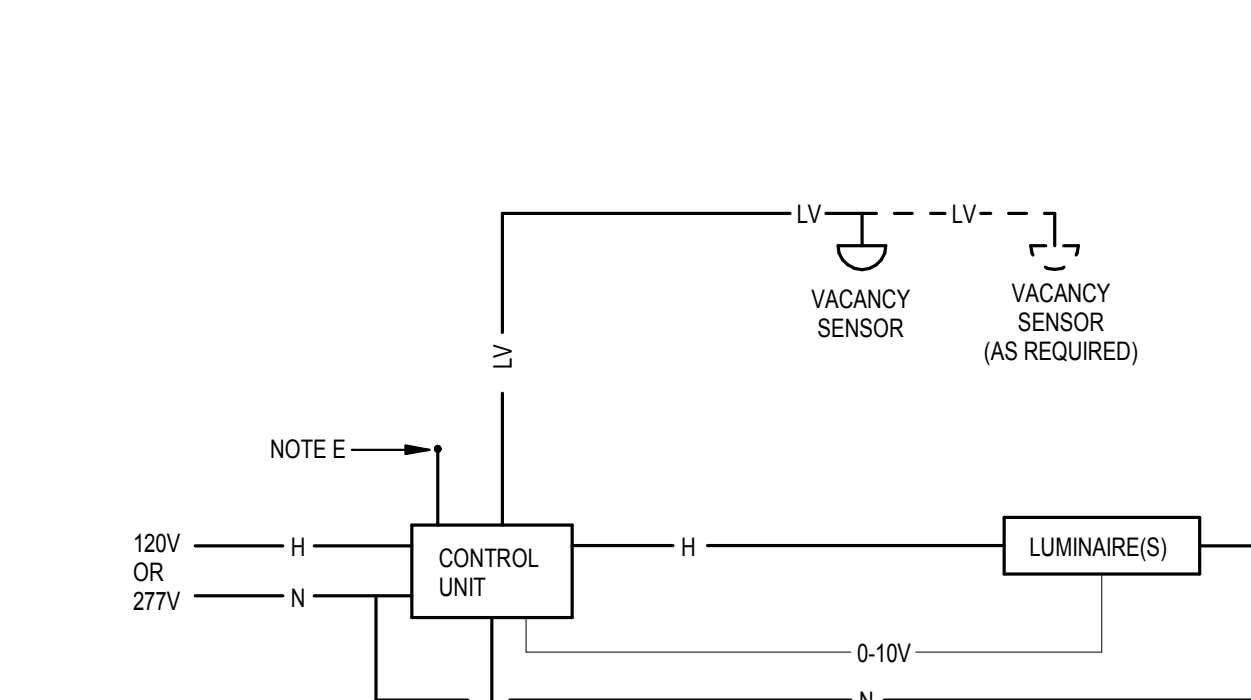 LV
LV
VACANCY
SENSOR
VACANCY
SENSOR
(AS REQUIRED)
LV
NOTE E
120V
OR
277V
H
N
CONTROL
UNIT
H
LUMINAIRE(S)
0-10V
N